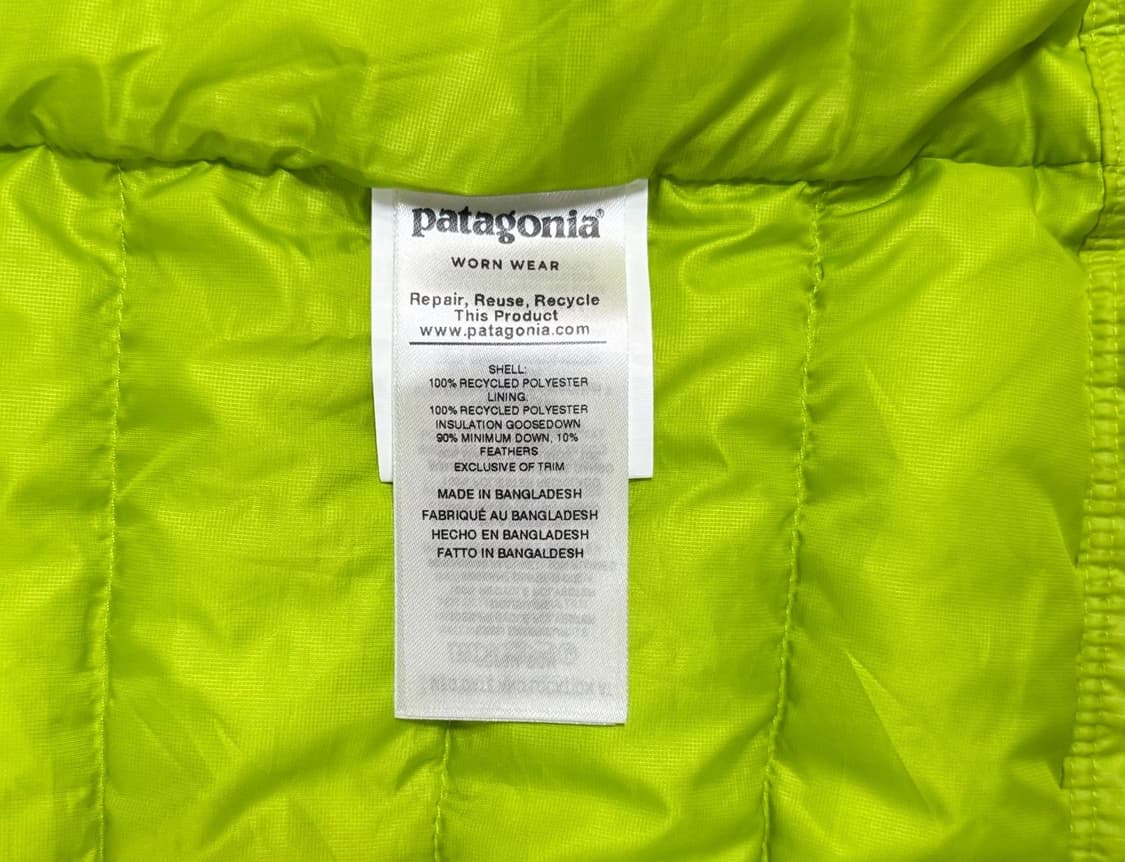 patagonia®
WORN WEAR
Repair, Reuse, Recycle
This Product
www.patagonia.com
SHELL:
100% RECYCLED POLYESTER
LINING:
100% RECYCLED POLYESTER
INSULATION GOOSEDOWN
90% MINIMUM DOWN, 10%
FEATHERS
EXCLUSIVE OF TRIM
MADE IN BANGLADESH
FABRIQUÉ AU BANGLADESH
HECHO EN BANGLADESH
FATTO IN BANGALDESH